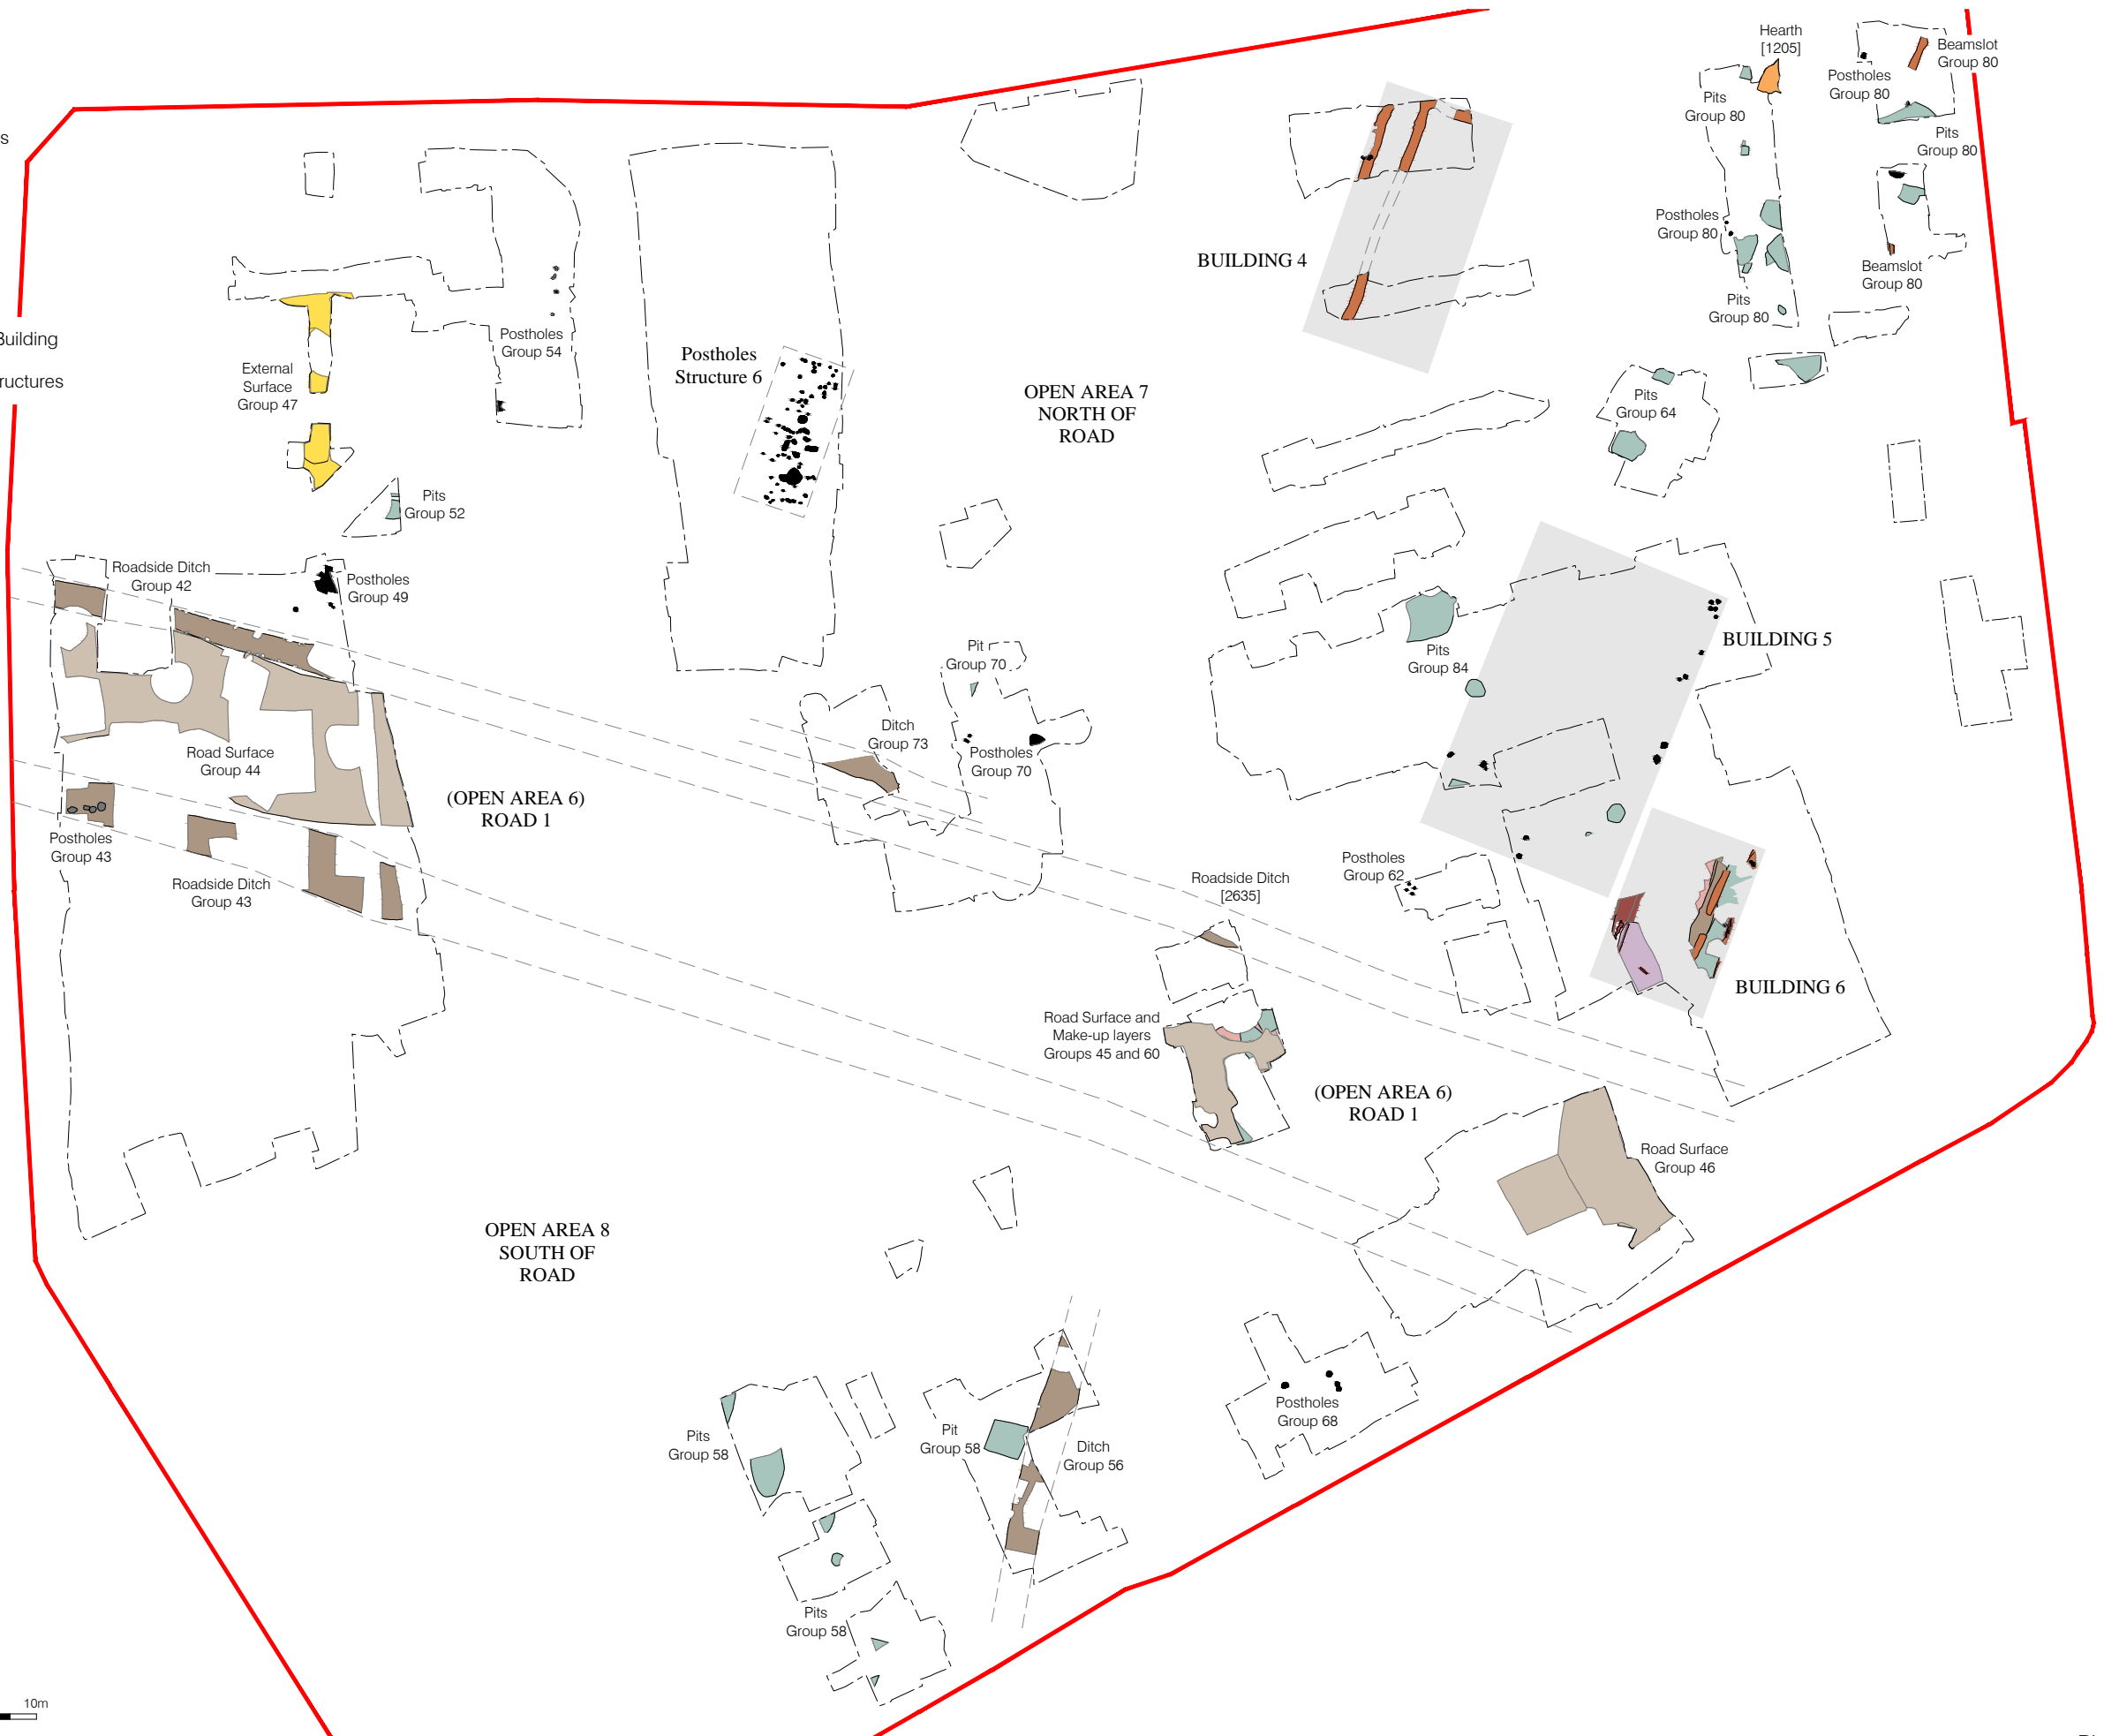 Hearth
[1205]
Beamslot
Group 80
Postholes
Group 80
Pits
Group 80
Pits
Group 80
s
Postholes
Group 80
BUILDING 4
Beamslot
Group 80
Pits
Group 80
Building
Postholes
Group 54
Postholes
Structure 6
External
Surface
Group 47
ructures
OPEN AREA 7
NORTH OF
ROAD
Pits
Group 64
Pits
Group 52
Roadside Ditch
Group 42
Postholes
Group 49
BUILDING 5
Pit
Group 70
Pits
Group 84
Ditch
Group 73
Postholes
Group 70
Road Surface
Group 44
(OPEN AREA 6)
ROAD 1
Postholes
Group 43
Postholes
Group 62
Roadside Ditch
Group 43
Roadside Ditch
[2635]
BUILDING 6
Road Surface and
Make-up layers
Groups 45 and 60
(OPEN AREA 6)
ROAD 1
Road Surface
Group 46
OPEN AREA 8
SOUTH OF
ROAD
Postholes
Group 68
Pits
Group 58
Pit
Group 58
Ditch
Group 56
Pits
Group 58
10m